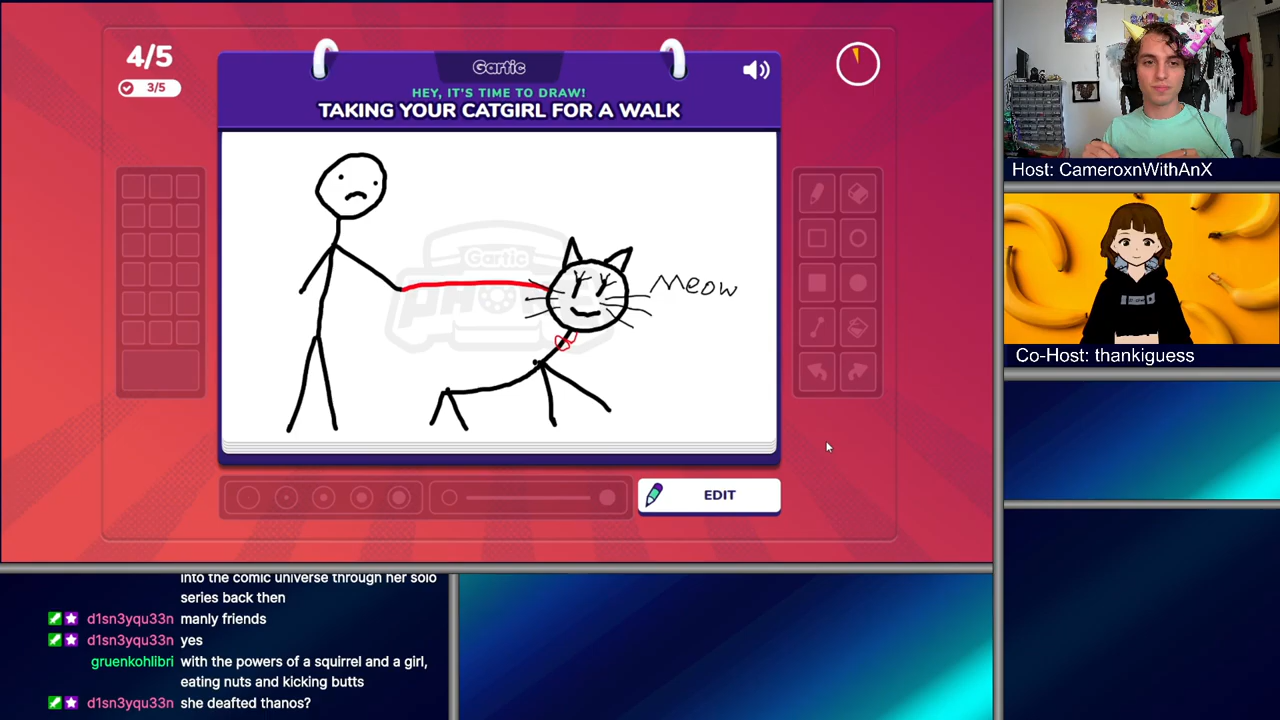 4/5
3/5
Gartic
HEY, IT'S TIME TO DRAW!
TAKING YOUR CATGIRL FOR A WALK
Gartic
PHONE
Meow
EDIT
Host: CameroxnWithAnX
Co-Host: thankiguess
into the comic universe through her solo
series back then
d1sn3yqu33n manly friends
d1sn3yqu33n yes
gruenkohlibri with the powers of a squirrel and a girl,
eating nuts and kicking butts
d1sn3yqu33n she deafted thanos?